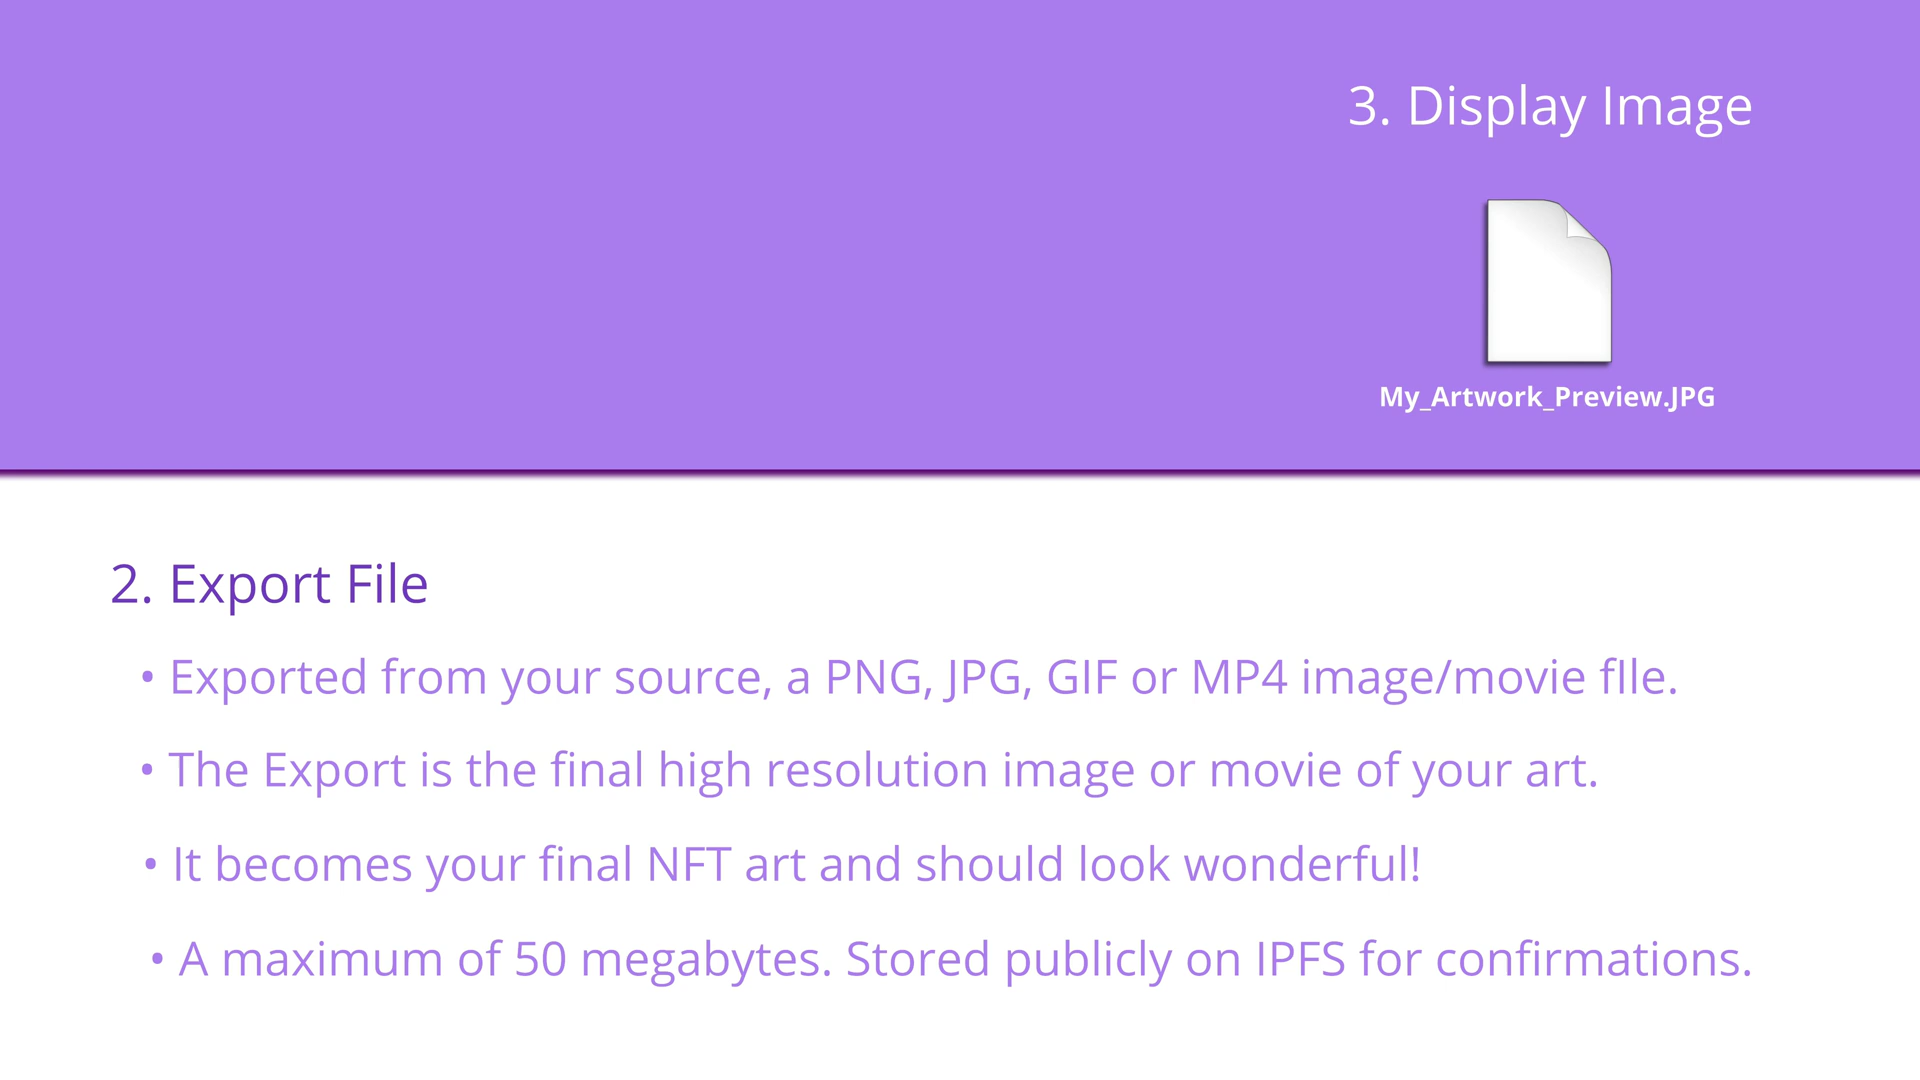 3. Display Image
My_Artwork_Preview.JPG
2. Export File
• Exported from your source, a PNG, JPG, GIF or MP4 image/movie fIle.
• The Export is the final high resolution image or movie of your art.
• It becomes your final NFT art and should look wonderful!
• A maximum of 50 megabytes. Stored publicly on IPFS for confirmations.